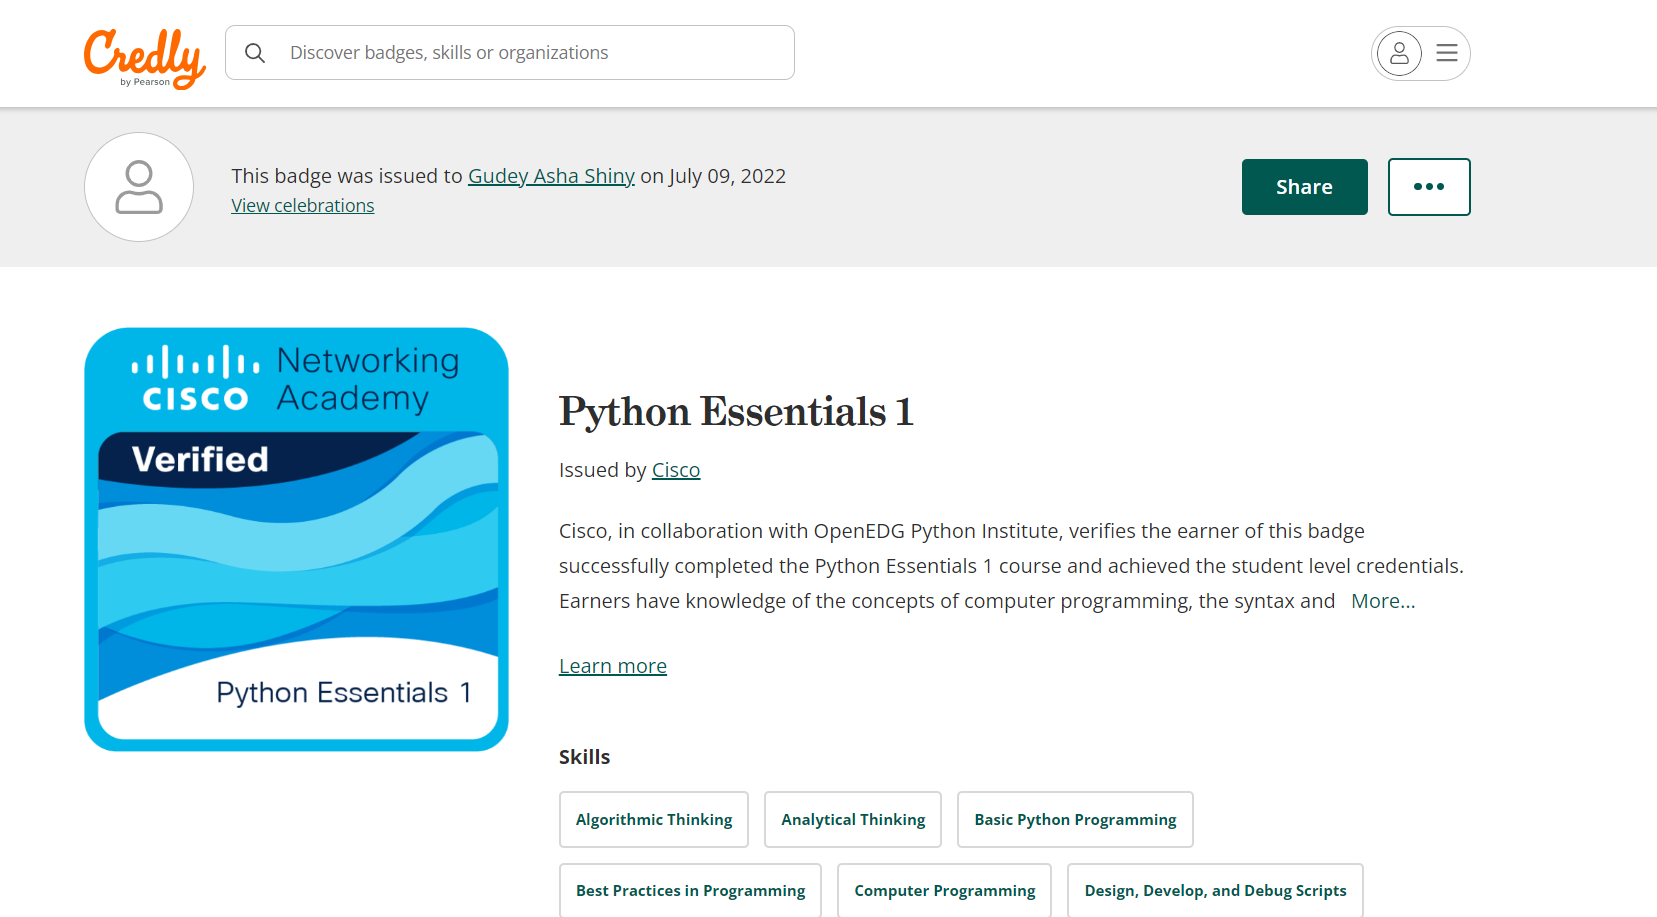 Credly
by Pearson
Discover badges, skills or organizations
This badge was issued to Gudey Asha Shiny on July 09, 2022
View celebrations
Share
•••
CISCO
Networking
Academy
Verified
Python Essentials 1
Python Essentials 1
Issued by Cisco
Cisco, in collaboration with OpenEDG Python Institute, verifies the earner of this badge
successfully completed the Python Essentials 1 course and achieved the student level credentials.
Earners have knowledge of the concepts of computer programming, the syntax and More...
Learn more
Skills
Algorithmic Thinking
Analytical Thinking
Basic Python Programming
Best Practices in Programming
Computer Programming
Design, Develop, and Debug Scripts